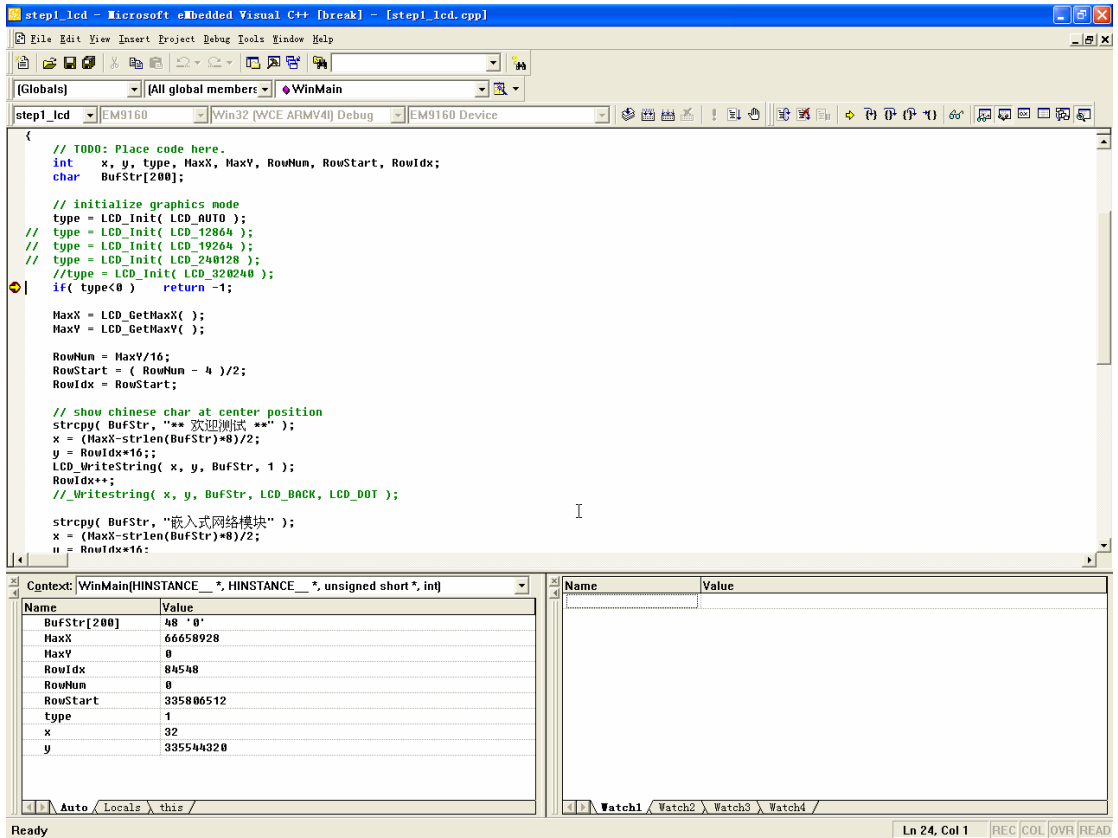 step1_lcd - Microsoft eMbedded Visual C++ [break] - [step1_lcd.cpp]
File Edit View Insert Project Debug Tools Window Help
(Globals) (All global members WinMain
step1_lcd EM9160 Win32 (WCE ARMV4I) Debug EM9160 Device
{
// TODO: Place code here.
int x, y, type, MaxX, MaxY, RowNum, RowStart, RowIdx;
char BufStr[200];
// initialize graphics mode
type = LCD_Init( LCD_AUTO );
// type = LCD_Init( LCD_12864 );
// type = LCD_Init( LCD_19264 );
// type = LCD_Init( LCD_240128 );
//type = LCD_Init( LCD_320240 );
if( type<0 ) return -1;
MaxX = LCD_GetMaxX( );
MaxY = LCD_GetMaxY( );
RowNum = MaxY/16;
RowStart = ( RowNum - 4 )/2;
RowIdx = RowStart;
// show chinese char at center position
strcpy( BufStr, "** 欢迎测试 **" );
x = (MaxX-strlen(BufStr)*8)/2;
y = RowIdx*16;;
LCD_WriteString( x, y, BufStr, 1 );
RowIdx++;
//_Writestring( x, y, BufStr, LCD_BACK, LCD_DOT );
strcpy( BufStr, "嵌入式网络模块" );
x = (MaxX-strlen(BufStr)*8)/2;
y = RowIdx*16;
Context: WinMain(HINSTANCE__ *, HINSTANCE__ *, unsigned short *, int)
Name Value
BufStr[200] 48 '0'
MaxX 66658928
MaxY 0
RowIdx 84548
RowNum 0
RowStart 335806512
type 1
x 32
y 335544320
Auto Locals this
Name Value
Watch1 Watch2 Watch3 Watch4
Ready Ln 24, Col 1 REC COL OVR READ